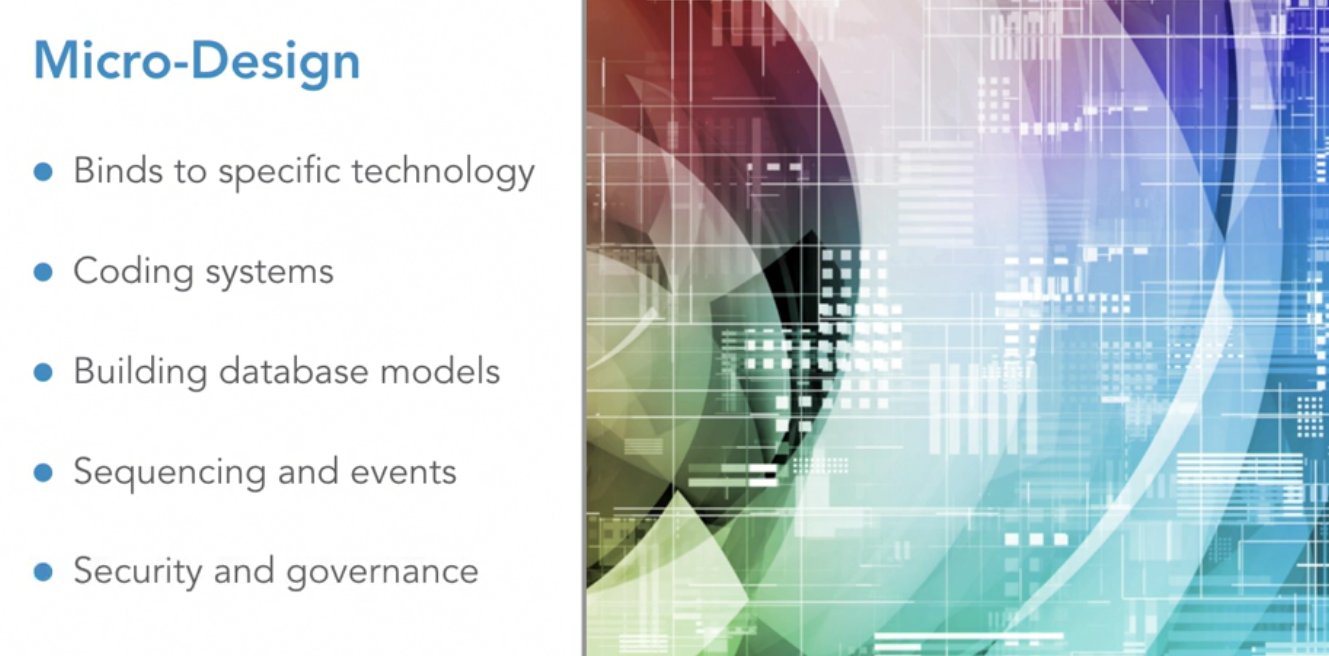 Micro-Design
Binds to specific technology
Coding systems
Building database models
Sequencing and events
Security and governance